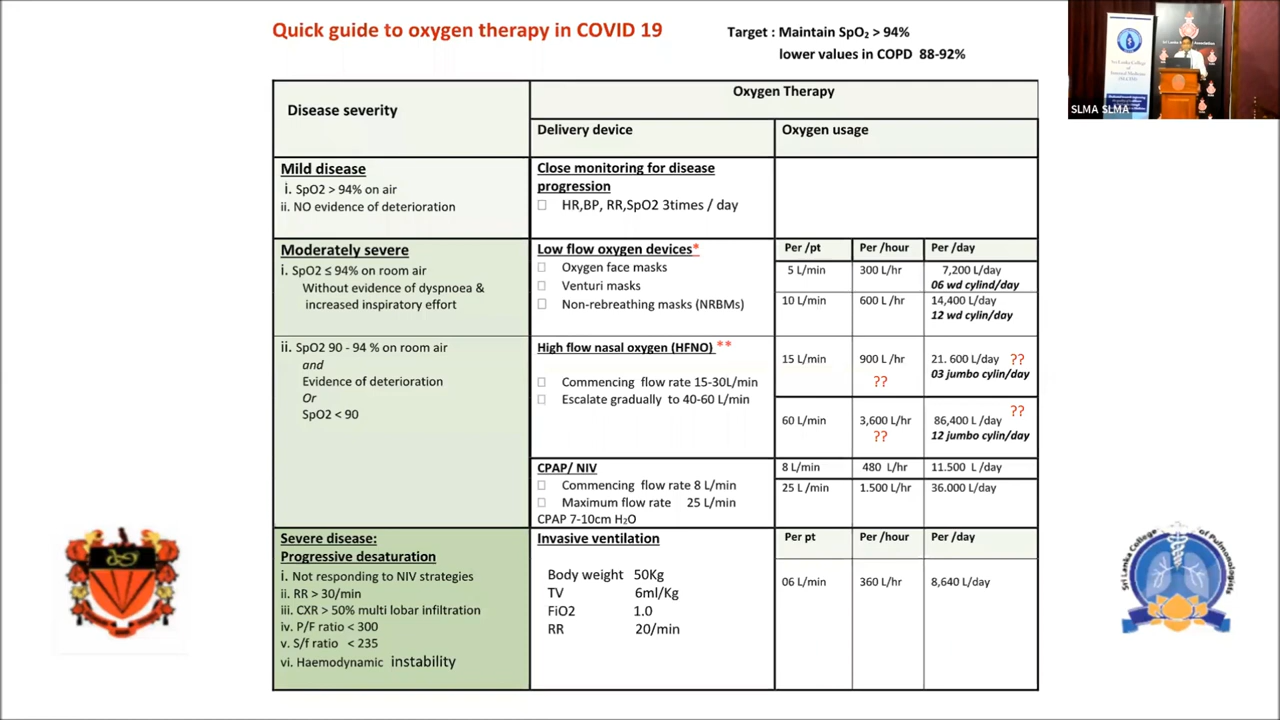 Quick guide to oxygen therapy in COVID 19
Target : Maintain SpO₂ > 94%
lower values in COPD 88-92%
SLMA SLMA
Disease severity
Oxygen Therapy
Delivery device
Oxygen usage
Mild disease
i. SpO2 > 94% on air
ii. NO evidence of deterioration
Close monitoring for disease
progression
HR,BP, RR,SpO2 3times / day
Moderately severe
i. SpO2 ≤ 94% on room air
Without evidence of dyspnoea &
increased inspiratory effort
Low flow oxygen devices*
Oxygen face masks
Venturi masks
Non-rebreathing masks (NRBMs)
Per /pt Per /hour Per /day
5 L/min 300 L/hr 7,200 L/day
06 wd cylind/day
10 L/min 600 L /hr 14,400 L/day
12 wd cylin/day
ii. SpO2 90 - 94 % on room air
and
Evidence of deterioration
Or
SpO2 < 90
High flow nasal oxygen (HFNO) **
Commencing flow rate 15-30L/min
Escalate gradually to 40-60 L/min
15 L/min 900 L/hr 21. 600 L/day ??
?? 03 jumbo cylin/day
60 L/min 3,600 L/hr 86,400 L /day ??
?? 12 jumbo cylin/day
CPAP/ NIV
Commencing flow rate 8 L/min
Maximum flow rate 25 L/min
CPAP 7-10cm H₂O
8 L/min 480 L/hr 11.500 L /day
25 L /min 1.500 L/hr 36.000 L/day
Severe disease:
Progressive desaturation
i. Not responding to NIV strategies
ii. RR > 30/min
iii. CXR > 50% multi lobar infiltration
iv. P/F ratio < 300
v. S/f ratio < 235
vi. Haemodynamic instability
Invasive ventilation
Body weight 50Kg
TV 6ml/Kg
FiO2 1.0
RR 20/min
Per pt Per /hour Per /day
06 L/min 360 L/hr 8,640 L/day
Sri Lanka College of Pulmonologists